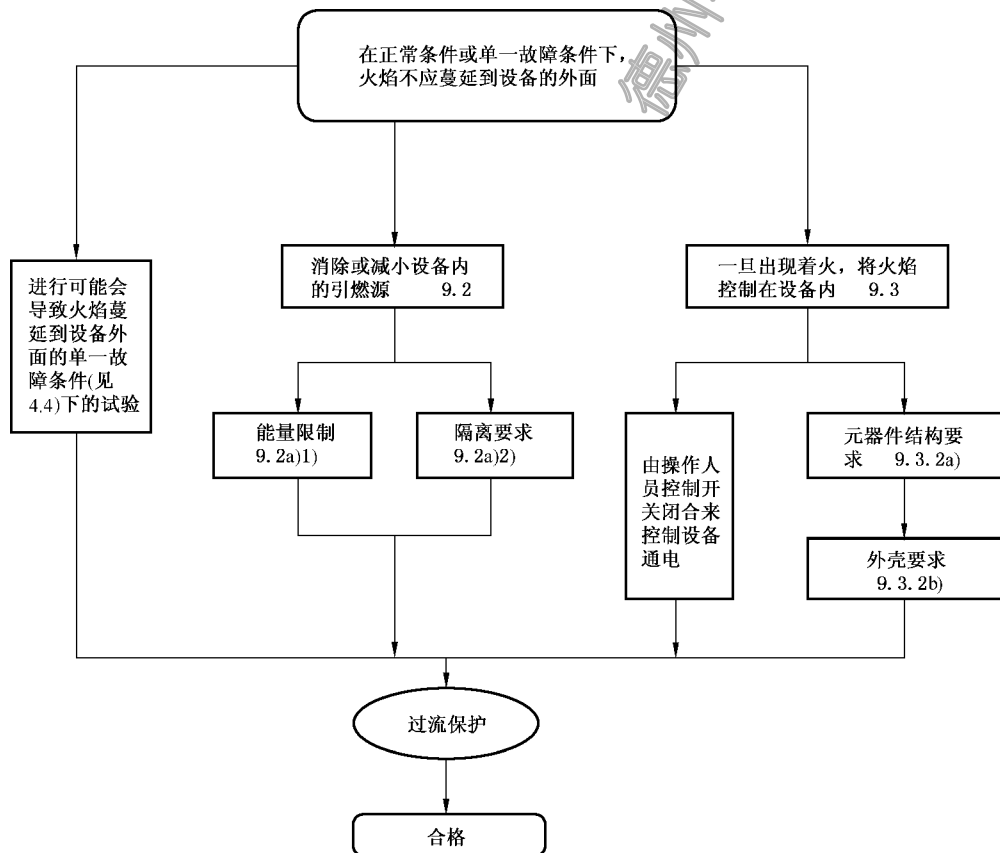 在正常条件或单一故障条件下，
火焰不应蔓延到设备的外面
进行可能会
导致火焰蔓
延到设备外
面的单一故
障条件(见
4.4)下的试验
消除或减小设备内
的引燃源 9.2
能量限制
9.2a)1)
隔离要求
9.2a)2)
一旦出现着火，将火焰
控制在设备内 9.3
由操作人
员控制开
关闭合来
控制设备
通电
元器件结构要
求 9.3.2a)
外壳要求
9.3.2b)
过流保护
合格
德州